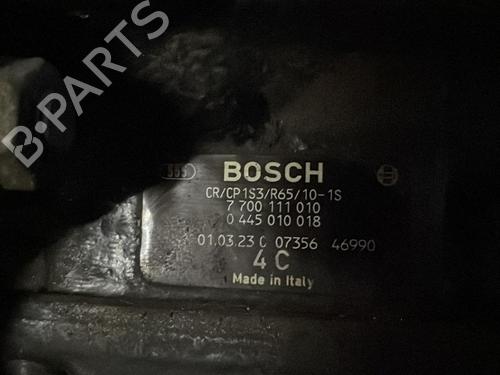 B-PARTS
BOSCH
CR/CP1S3/R65/10-1S
7 700 111 010
0 445 010 018
01.03.23 C 07356 46990
4 C
Made in Italy